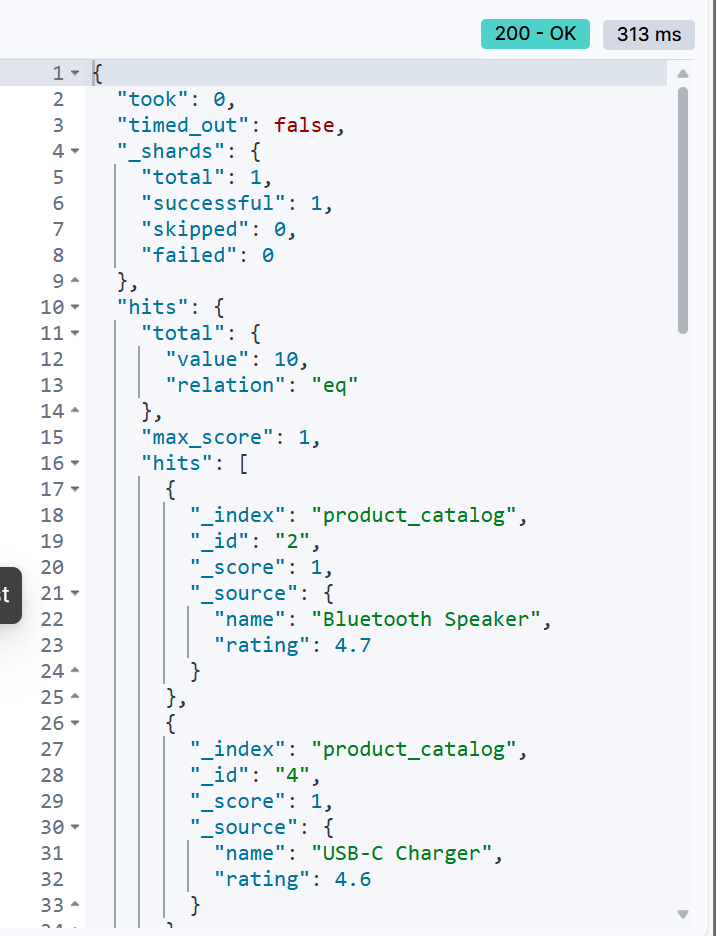 200 - OK 313 ms
1 {
2 "took": 0,
3 "timed_out": false,
4 "_shards": {
5 "total": 1,
6 "successful": 1,
7 "skipped": 0,
8 "failed": 0
9 },
10 "hits": {
11 "total": {
12 "value": 10,
13 "relation": "eq"
14 },
15 "max_score": 1,
16 "hits": [
17 {
18 "_index": "product_catalog",
19 "_id": "2",
20 "_score": 1,
st
21 "_source": {
22 "name": "Bluetooth Speaker",
23 "rating": 4.7
24 }
25 },
26 {
27 "_index": "product_catalog",
28 "_id": "4",
29 "_score": 1,
30 "_source": {
31 "name": "USB-C Charger",
32 "rating": 4.6
33 }